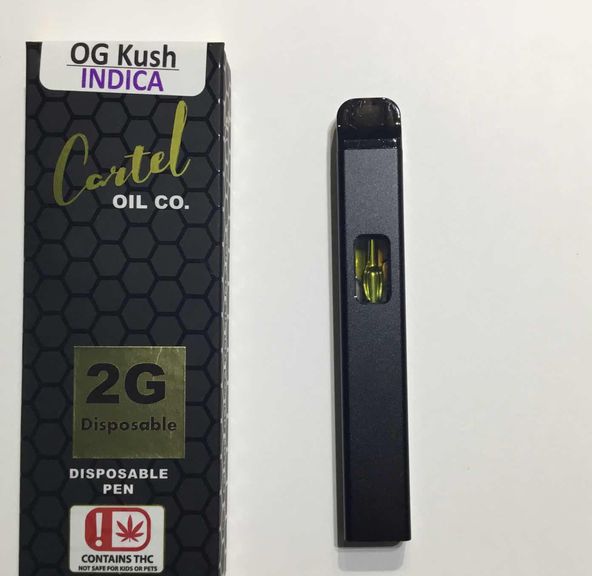 OG Kush
INDICA
Cartel
OIL CO.
2G
Disposable
DISPOSABLE
PEN
!
CONTAINS THC
NOT SAFE FOR KIDS OR PETS